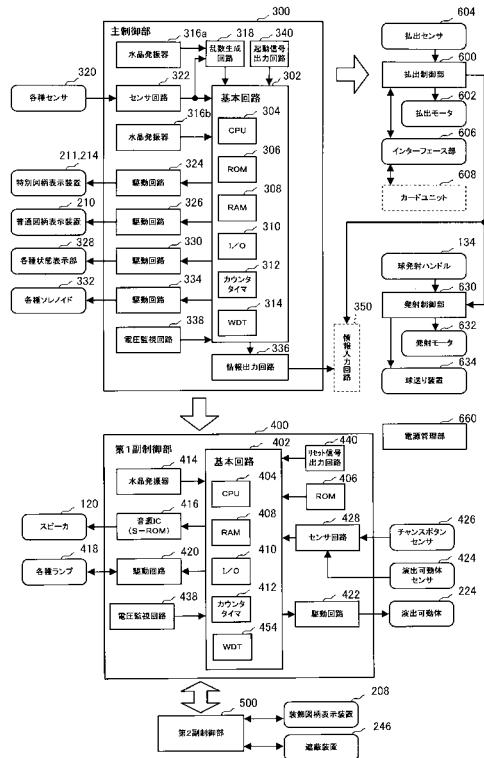 300
主制御部
316a
水晶発振器
318
乱数生成
回路
340
起動信号
出力回路
302
320
各種センサ
322
センサ回路
基本回路
316b
水晶発振器
304
CPU
306
ROM
308
RAM
310
I/O
312
カウンタ
タイマ
314
WDT
211,214
特別図柄表示装置
324
駆動回路
210
普通図柄表示装置
326
駆動回路
328
各種状態表示部
330
駆動回路
332
各種ソレノイド
334
駆動回路
338
電圧監視回路
336
情報出力回路
350
情報入力回路
604
払出センサ
600
払出制御部
602
払出モータ
606
インターフェース部
608
カードユニット
134
球発射ハンドル
630
発射制御部
632
発射モータ
634
球送り装置
660
電源管理部
400
第1副制御部
402
基本回路
414
水晶発振器
404
CPU
440
リセット信号
出力回路
406
ROM
120
スピーカ
416
音源IC
(S-ROM)
408
RAM
428
センサ回路
426
チャンスボタン
センサ
418
各種ランプ
420
駆動回路
410
I/O
424
演出可動体
センサ
412
カウンタ
タイマ
438
電圧監視回路
422
駆動回路
224
演出可動体
454
WDT
500
第2副制御部
208
装飾図柄表示装置
246
遮蔽装置